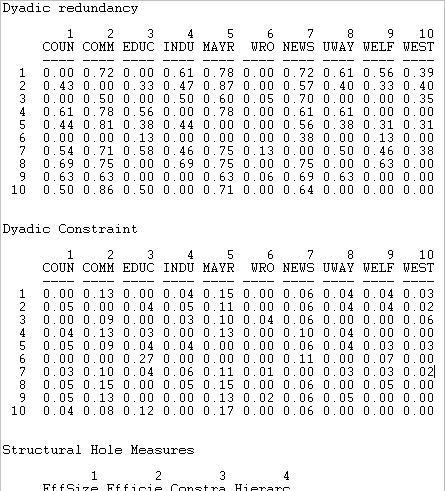 Dyadic redundancy
1 2 3 4 5 6 7 8 9 10
COUN COMM EDUC INDU MAYR WRO NEWS UWAY WELF WEST
---- ---- ---- ---- ---- ---- ---- ---- ---- ----
1 0.00 0.72 0.00 0.61 0.78 0.00 0.72 0.61 0.56 0.39
2 0.43 0.00 0.33 0.47 0.87 0.00 0.57 0.40 0.33 0.40
3 0.00 0.50 0.00 0.50 0.60 0.05 0.70 0.00 0.00 0.35
4 0.61 0.78 0.56 0.00 0.78 0.00 0.61 0.61 0.00 0.00
5 0.44 0.81 0.38 0.44 0.00 0.00 0.56 0.38 0.31 0.31
6 0.00 0.00 0.13 0.00 0.00 0.00 0.38 0.00 0.13 0.00
7 0.54 0.71 0.58 0.46 0.75 0.13 0.00 0.50 0.46 0.38
8 0.69 0.75 0.00 0.69 0.75 0.00 0.75 0.00 0.63 0.00
9 0.63 0.63 0.00 0.00 0.63 0.06 0.69 0.63 0.00 0.00
10 0.50 0.86 0.50 0.00 0.71 0.00 0.64 0.00 0.00 0.00
Dyadic Constraint
1 2 3 4 5 6 7 8 9 10
COUN COMM EDUC INDU MAYR WRO NEWS UWAY WELF WEST
---- ---- ---- ---- ---- ---- ---- ---- ---- ----
1 0.00 0.13 0.00 0.04 0.15 0.00 0.06 0.04 0.04 0.03
2 0.05 0.00 0.04 0.05 0.11 0.00 0.06 0.04 0.04 0.02
3 0.00 0.09 0.00 0.03 0.10 0.04 0.06 0.00 0.00 0.06
4 0.04 0.13 0.03 0.00 0.13 0.00 0.10 0.04 0.00 0.00
5 0.05 0.09 0.04 0.04 0.00 0.00 0.06 0.04 0.03 0.03
6 0.00 0.00 0.27 0.00 0.00 0.00 0.11 0.00 0.07 0.00
7 0.03 0.10 0.04 0.06 0.11 0.01 0.00 0.03 0.03 0.02
8 0.05 0.15 0.00 0.05 0.15 0.00 0.06 0.00 0.05 0.00
9 0.05 0.13 0.00 0.00 0.13 0.02 0.06 0.05 0.00 0.00
10 0.04 0.08 0.12 0.00 0.17 0.00 0.06 0.00 0.00 0.00
Structural Hole Measures
1 2 3 4
EffSize Efficie Constra Hierarc